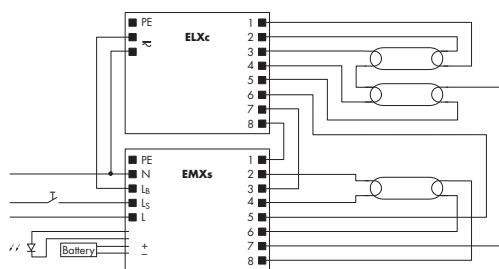 PE ELXc 1
≂ 2
3
4
5
6
7
8
PE EMXs 1
N 2
LB 3
LS 4
L 5
6
+ 7
Battery
− 8